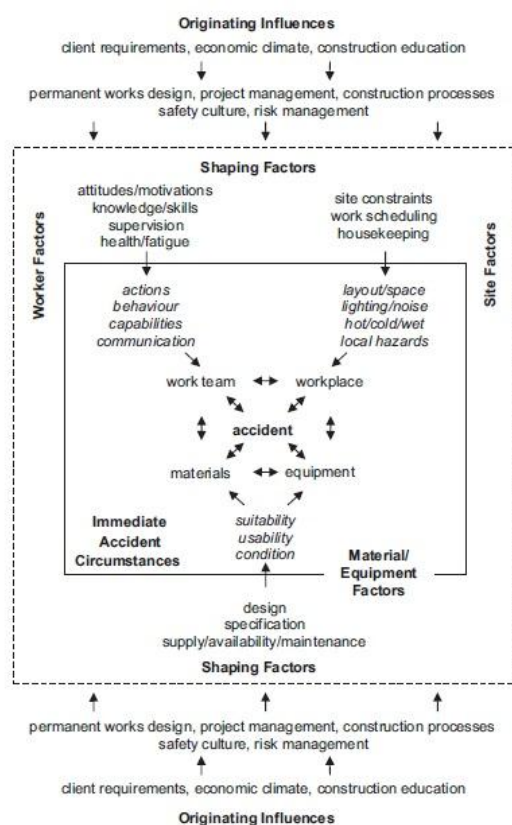 Originating Influences
client requirements, economic climate, construction education
permanent works design, project management, construction processes
safety culture, risk management
Shaping Factors
attitudes/motivations
knowledge/skills
supervision
health/fatigue
site constraints
work scheduling
housekeeping
Worker Factors
Site Factors
actions
behaviour
capabilities
communication
layout/space
lighting/noise
hot/cold/wet
local hazards
work team
workplace
accident
materials
equipment
Immediate
Accident
Circumstances
suitability
usability
condition
Material/
Equipment
Factors
design
specification
supply/availability/maintenance
Shaping Factors
permanent works design, project management, construction processes
safety culture, risk management
client requirements, economic climate, construction education
Originating Influences